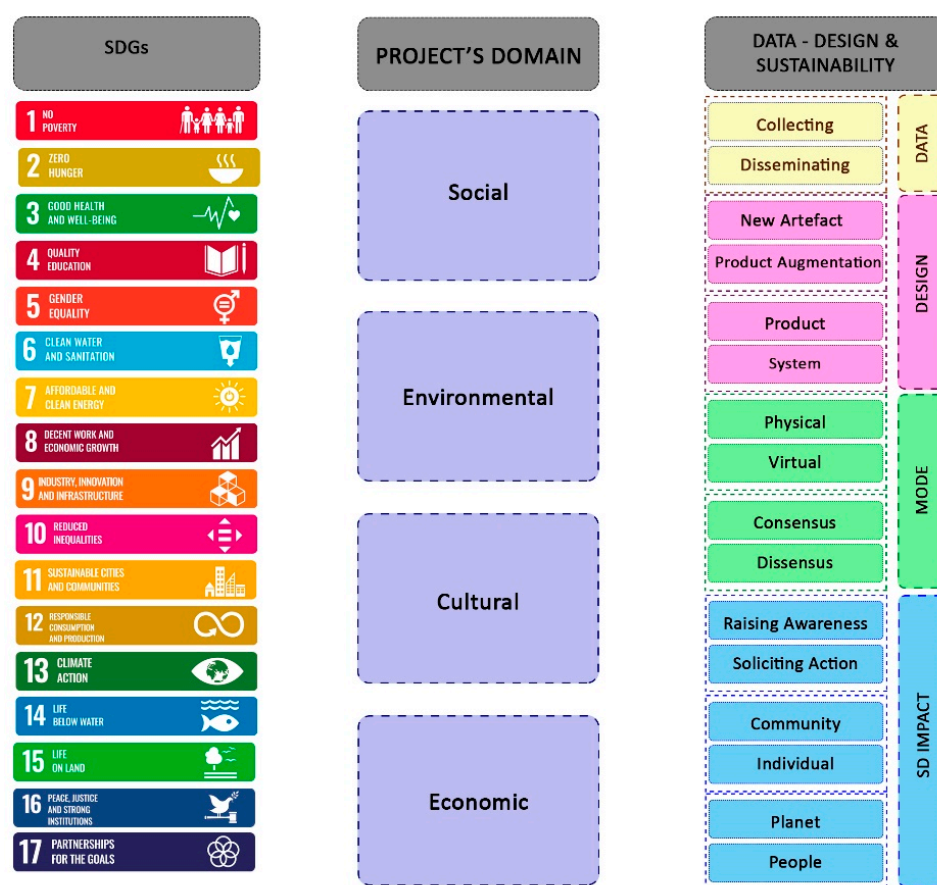 SDGs
1 NO
POVERTY
2 ZERO
HUNGER
3 GOOD HEALTH
AND WELL-BEING
4 QUALITY
EDUCATION
5 GENDER
EQUALITY
6 CLEAN WATER
AND SANITATION
7 AFFORDABLE AND
CLEAN ENERGY
8 DECENT WORK AND
ECONOMIC GROWTH
9 INDUSTRY, INNOVATION
AND INFRASTRUCTURE
10 REDUCED
INEQUALITIES
11 SUSTAINABLE CITIES
AND COMMUNITIES
12 RESPONSIBLE
CONSUMPTION
AND PRODUCTION
13 CLIMATE
ACTION
14 LIFE
BELOW WATER
15 LIFE
ON LAND
16 PEACE, JUSTICE
AND STRONG
INSTITUTIONS
17 PARTNERSHIPS
FOR THE GOALS
PROJECT'S DOMAIN
Social
Environmental
Cultural
Economic
DATA - DESIGN &
SUSTAINABILITY
Collecting
Disseminating
DATA
New Artefact
Product Augmentation
Product
System
DESIGN
Physical
Virtual
Consensus
Dissensus
MODE
Raising Awareness
Soliciting Action
Community
Individual
Planet
People
SD IMPACT